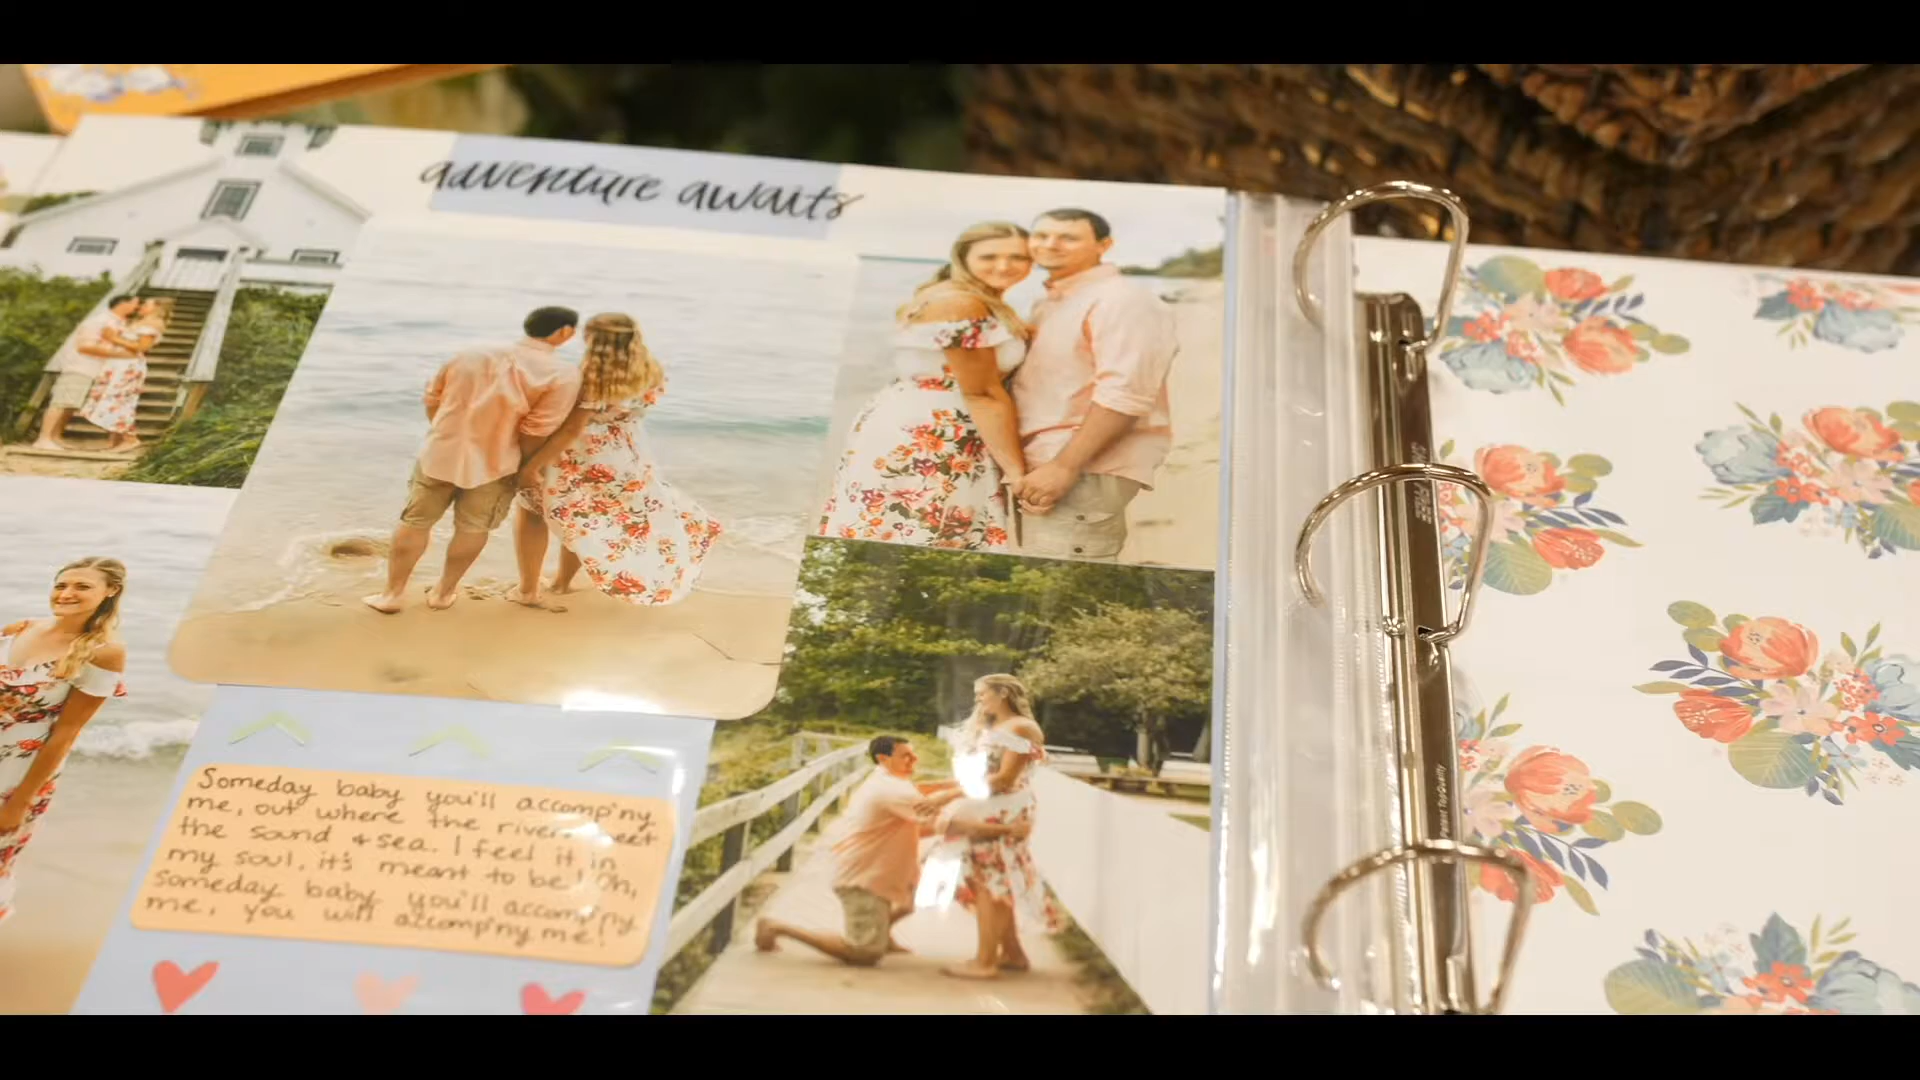 adventure awaits
Someday baby you'll accomp'ny
me, out where the rivers meet
the sound & sea. I feel it in
my soul, it's meant to be! Oh,
someday baby you'll accomp'ny
me, you will accomp'ny me!
Patent TopQuality